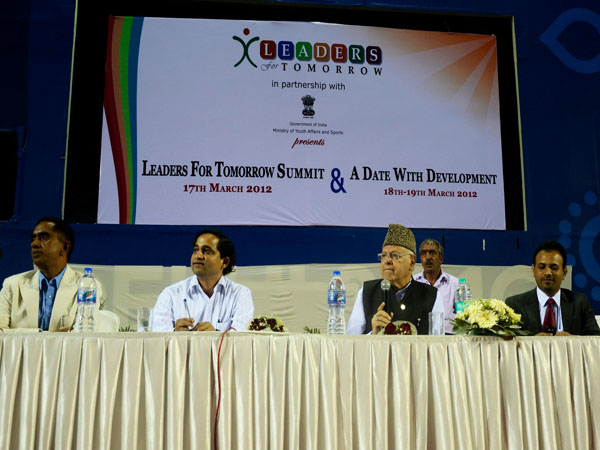 LEADERS
for TOMORROW
in partnership with
Government of India
Ministry of Youth Affairs and Sports
presents
LEADERS FOR TOMORROW SUMMIT & A DATE WITH DEVELOPMENT
17TH MARCH 2012 18TH-19TH MARCH 2012